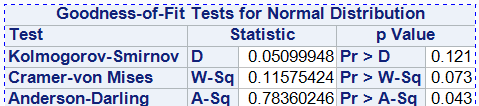 Goodness-of-Fit Tests for Normal Distribution
Test Statistic p Value
Kolmogorov-Smirnov D 0.05099948 Pr > D 0.121
Cramer-von Mises W-Sq 0.11575424 Pr > W-Sq 0.073
Anderson-Darling A-Sq 0.78360246 Pr > A-Sq 0.043